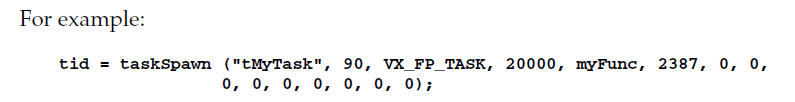 For example:
tid = taskSpawn ("tMyTask", 90, VX_FP_TASK, 20000, myFunc, 2387, 0, 0,
0, 0, 0, 0, 0, 0, 0);